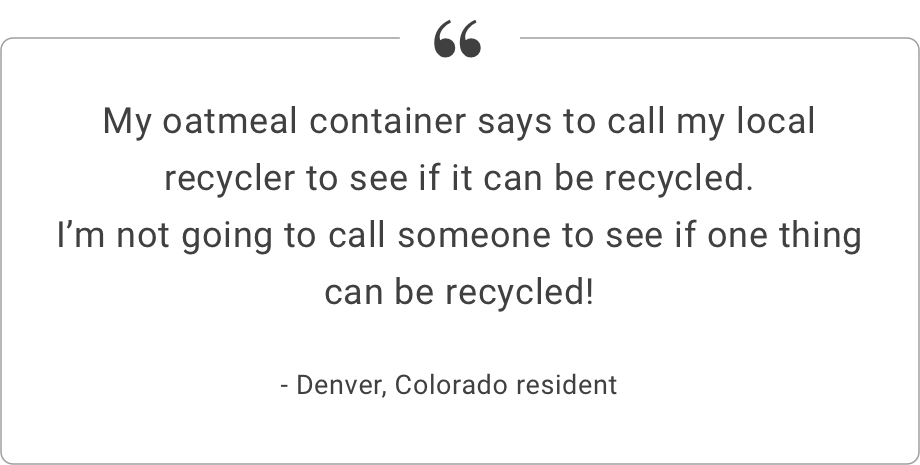 “
My oatmeal container says to call my local
recycler to see if it can be recycled.
I’m not going to call someone to see if one thing
can be recycled!
- Denver, Colorado resident